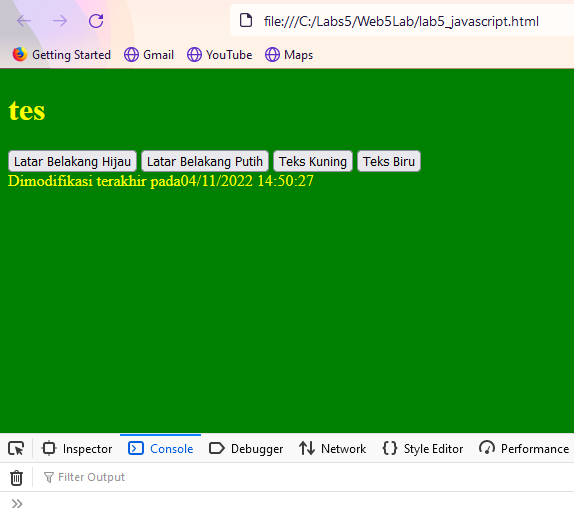 file:///C:/Labs5/Web5Lab/lab5_javascript.html
Getting Started Gmail YouTube Maps
tes
Latar Belakang Hijau Latar Belakang Putih Teks Kuning Teks Biru
Dimodifikasi terakhir pada04/11/2022 14:50:27
Inspector Console Debugger Network Style Editor Performance
Filter Output